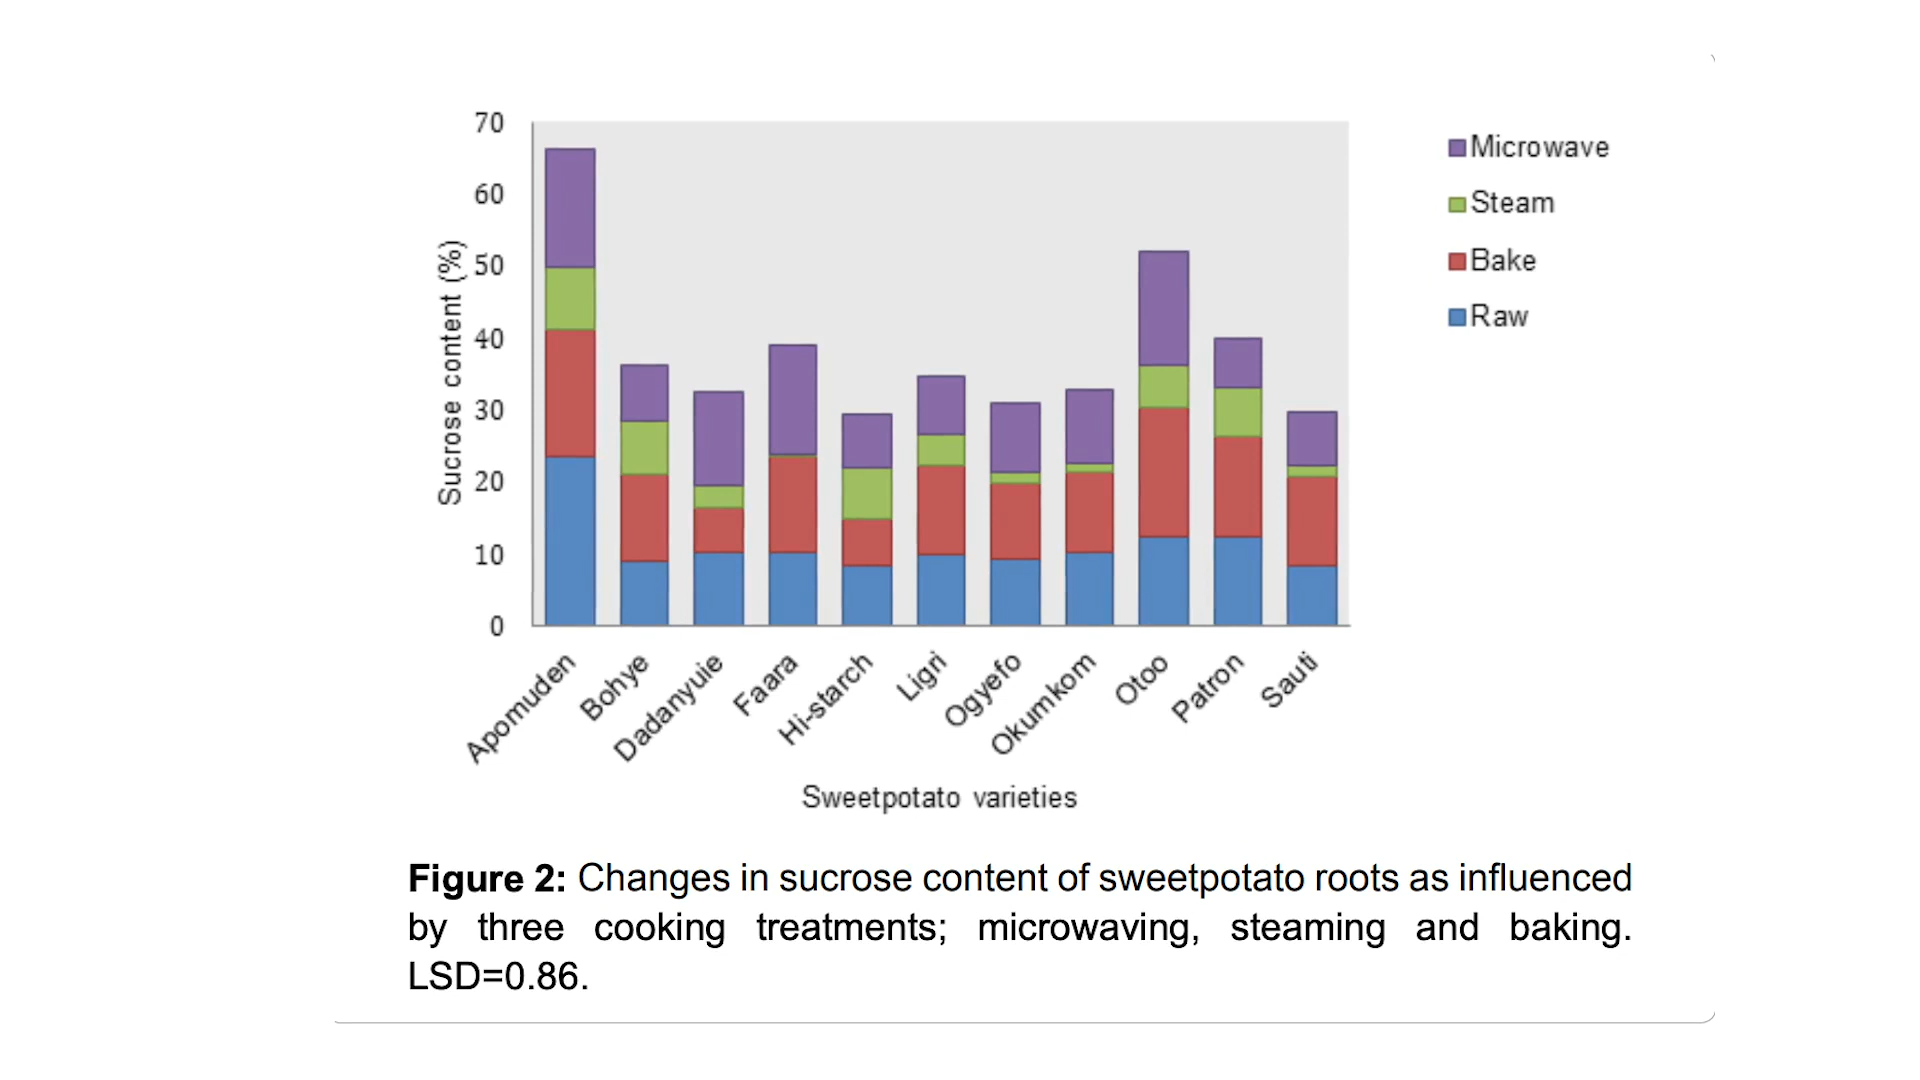 70
60
50
40
30
20
10
0
Sucrose content (%)
Microwave
Steam
Bake
Raw
Apomuden
Bohye
Dadanyuie
Faara
Hi-starch
Ligri
Ogyefo
Okumkom
Otoo
Patron
Sauti
Sweetpotato varieties
Figure 2: Changes in sucrose content of sweetpotato roots as influenced
by three cooking treatments; microwaving, steaming and baking.
LSD=0.86.